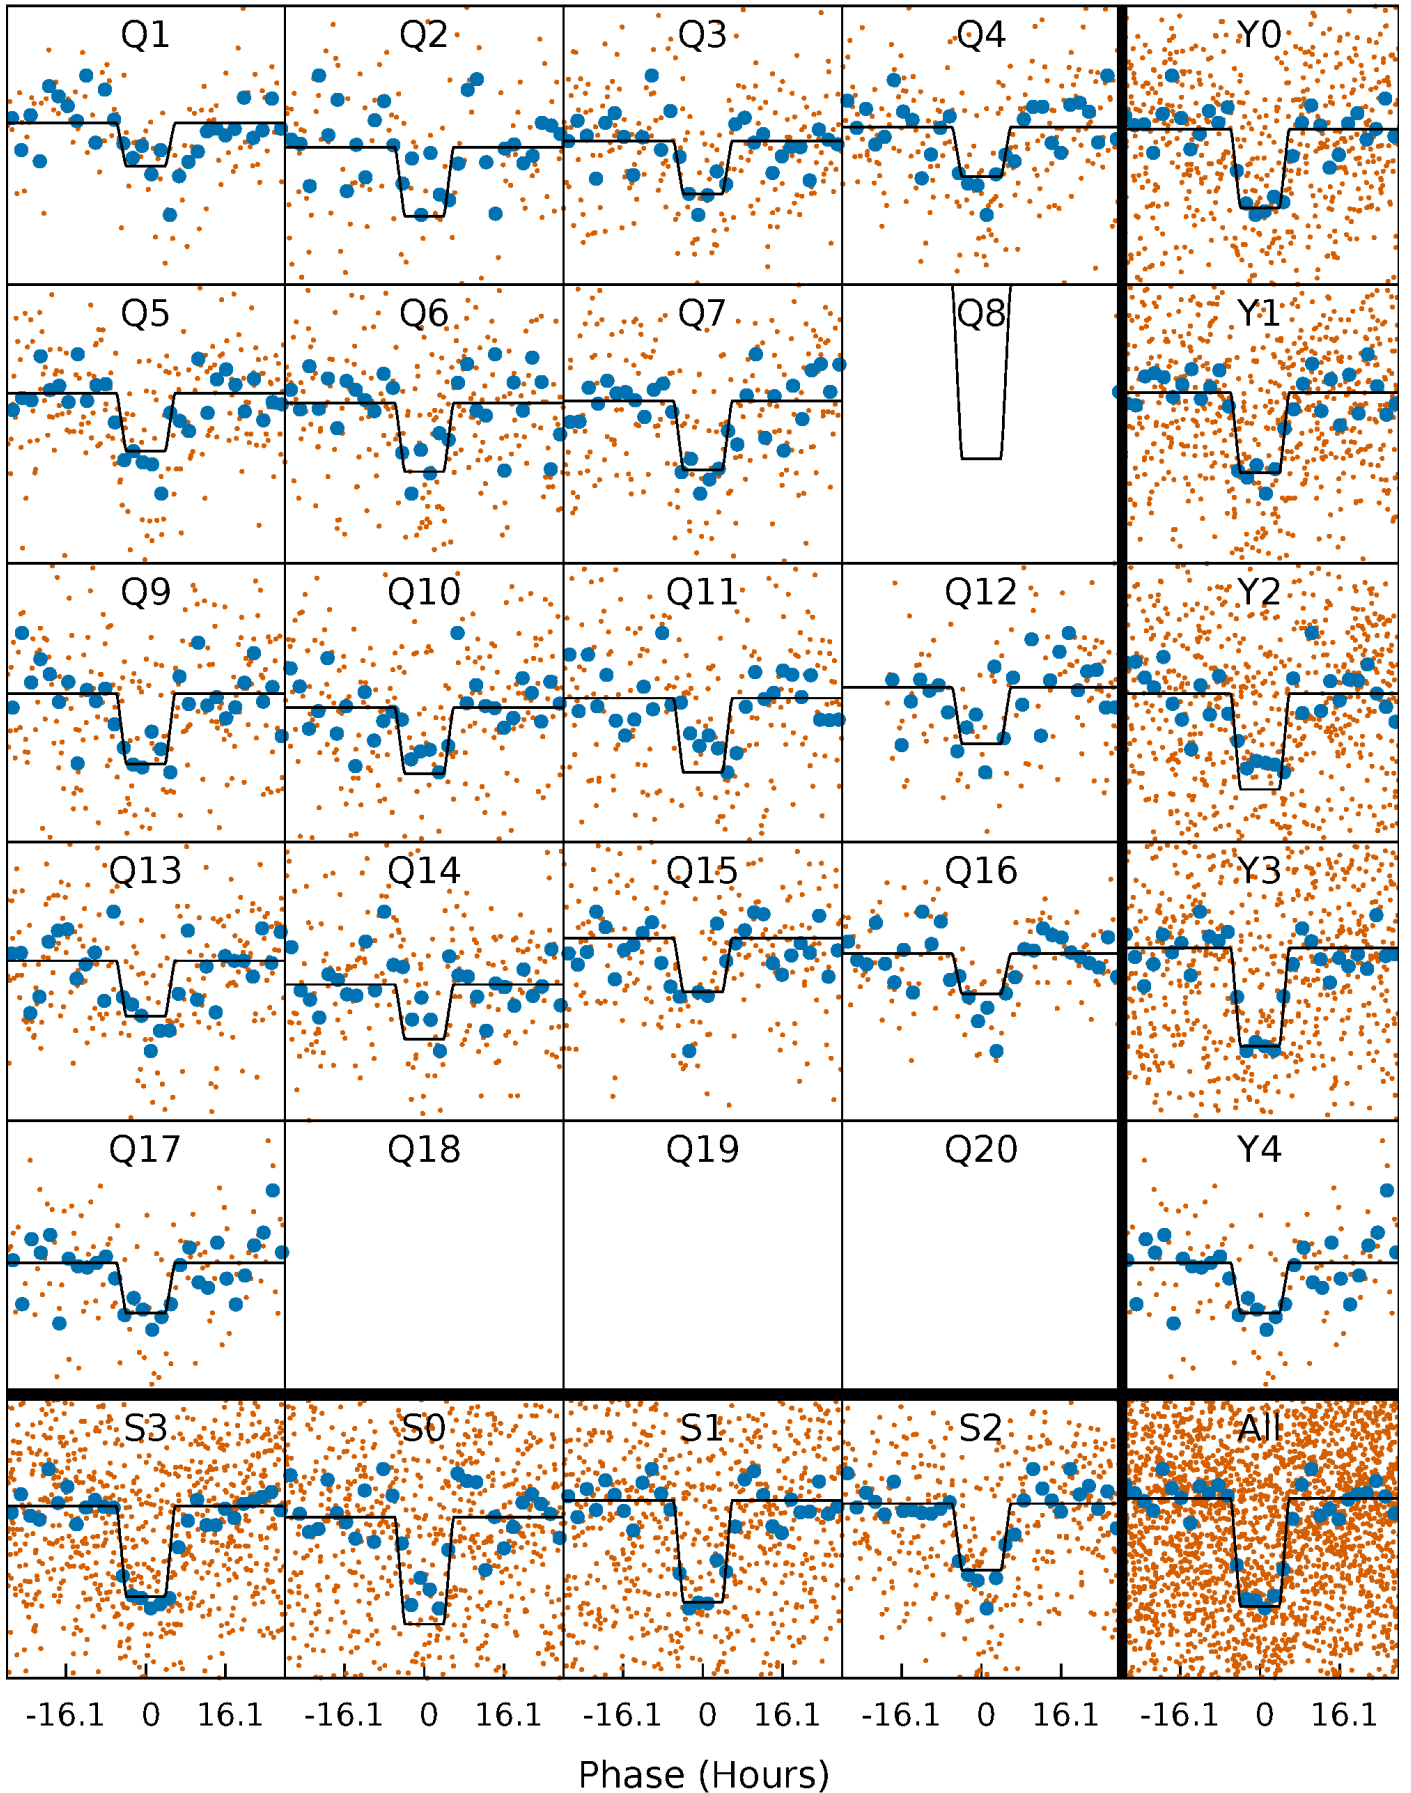 Q1 Q2 Q3 Q4 Y0
Q5 Q6 Q7 Q8 Y1
Q9 Q10 Q11 Q12 Y2
Q13 Q14 Q15 Q16 Y3
Q17 Q18 Q19 Q20 Y4
S3 S0 S1 S2 All
-16.1 0 16.1 -16.1 0 16.1 -16.1 0 16.1 -16.1 0 16.1 -16.1 0 16.1
Phase (Hours)